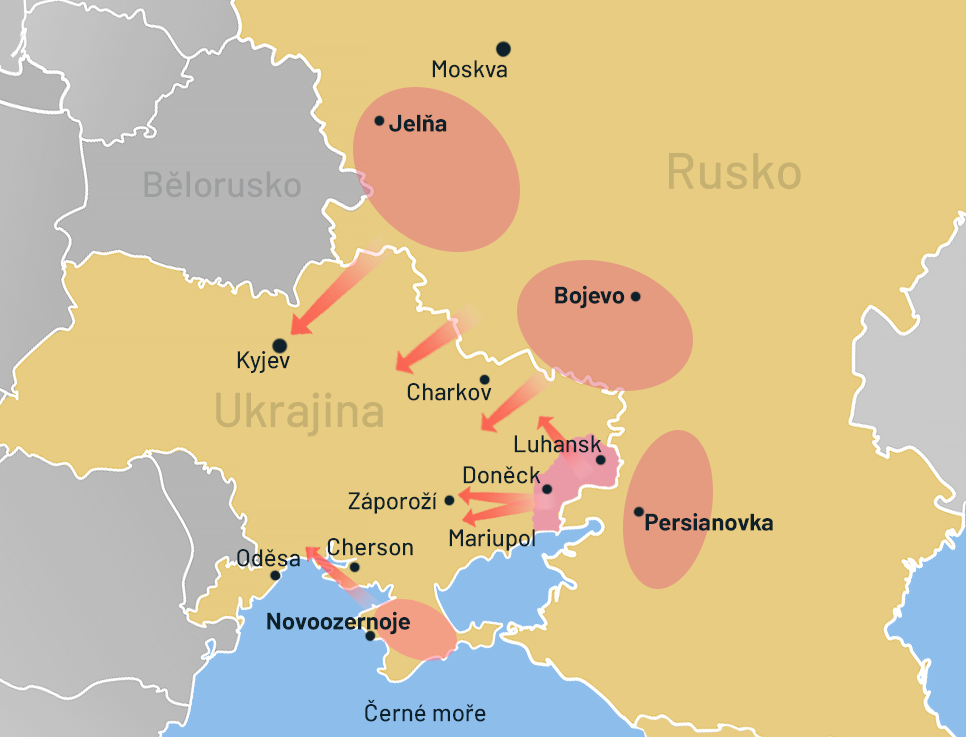 Moskva
Jelňa
Rusko
Bělorusko
Bojevo
Kyjev
Charkov
Ukrajina
Luhansk
Doněck
Záporoží
Persianovka
Mariupol
Cherson
Oděsa
Novoozernoje
Černé moře